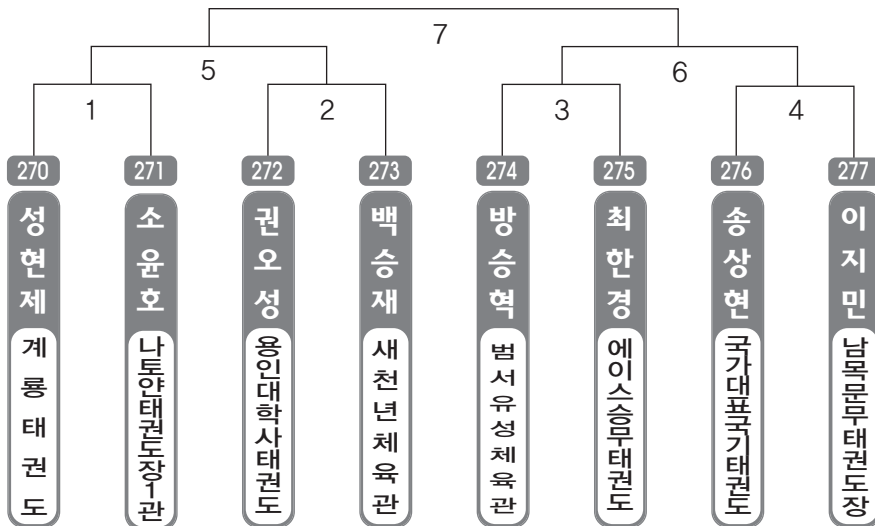 7
5
6
1
2
3
4
270
271
272
273
274
275
276
277
성현제
소윤호
권오성
백승재
방승혁
최한경
송상현
이지민
계룡태권도
나토얀태권도장1관
용인대학사태권도
새천년체육관
범서유성체육관
에이스승무태권도
국가대표국기태권도
남목문무태권도장